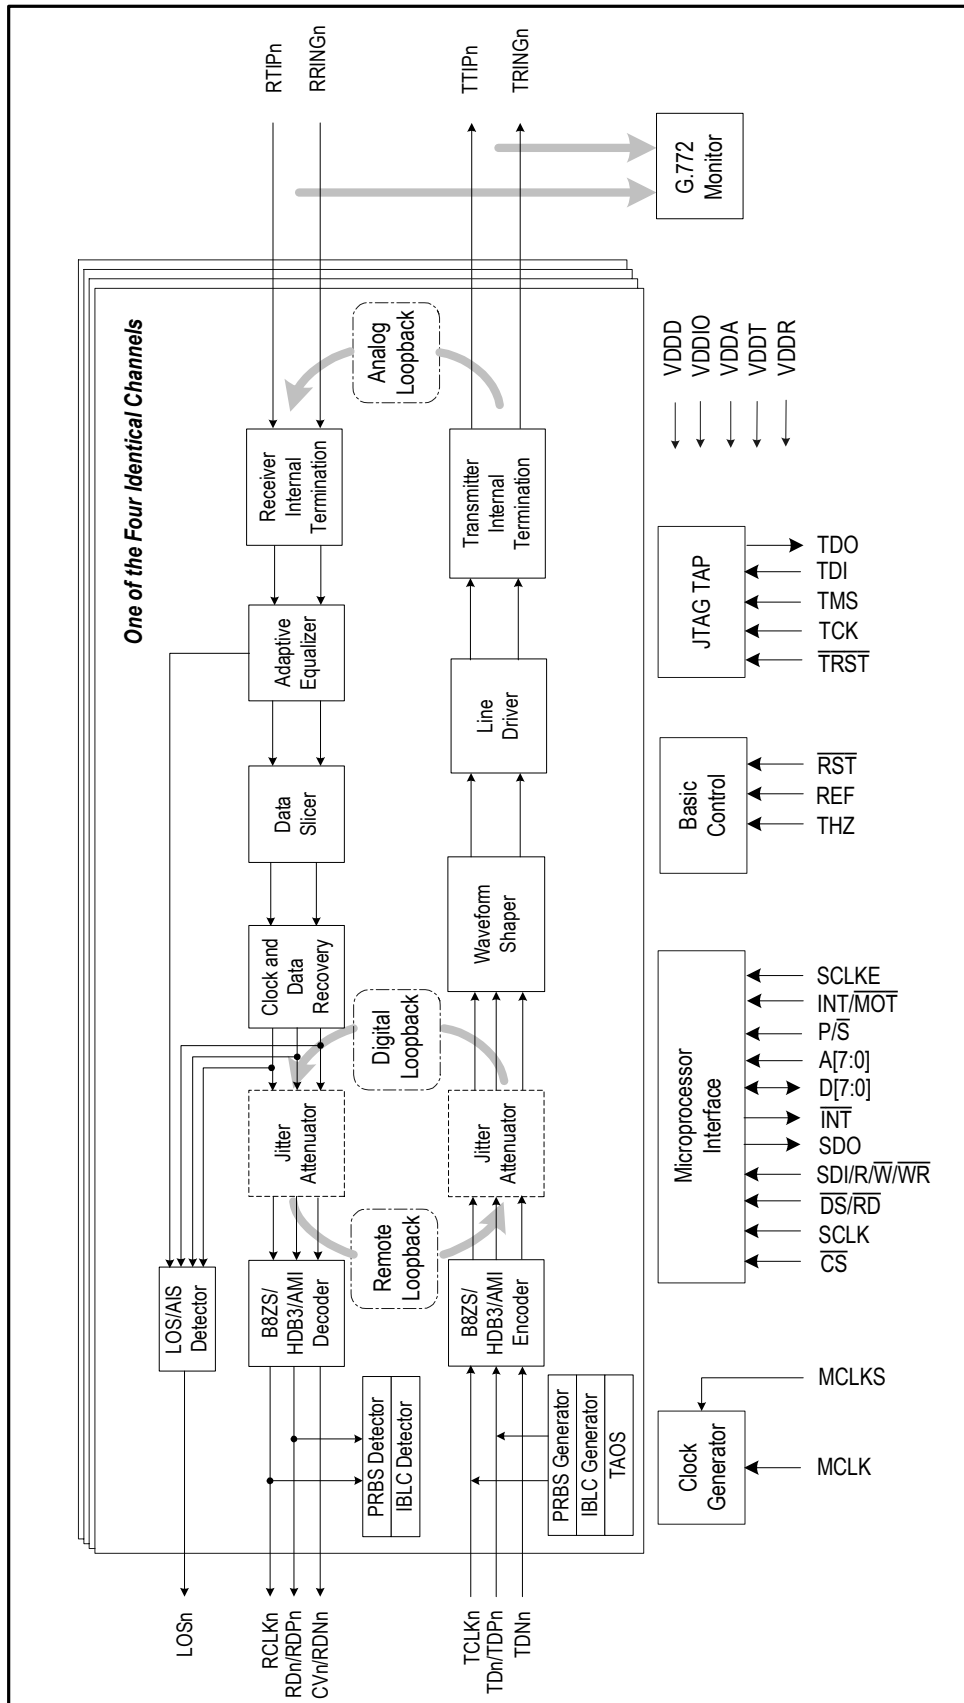 RTIPn
RRINGn
TTIPn
TRINGn
G.772
Monitor
One of the Four Identical Channels
Analog
Loopback
VDDD
VDDIO
VDDA
VDDT
VDDR
Receiver
Internal
Termination
Transmitter
Internal
Termination
JTAG TAP
TDO
TDI
TMS
TCK
TRST
Adaptive
Equalizer
Line
Driver
Data
Slicer
Basic
Control
RST
REF
THZ
Clock and
Data
Recovery
Waveform
Shaper
Digital
Loopback
Microprocessor
Interface
SCLKE
INT/MOT
P/S
A[7:0]
D[7:0]
INT
SDO
SDI/R/W/WR
DS/RD
SCLK
CS
Jitter
Attenuator
Jitter
Attenuator
Remote
Loopback
LOS/AIS
Detector
B8ZS/
HDB3/AMI
Decoder
B8ZS/
HDB3/AMI
Encoder
PRBS Detector
IBLC Detector
PRBS Generator
IBLC Generator
TAOS
Clock
Generator
MCLKS
MCLK
LOSn
RCLKn
RDn/RDPn
CVn/RDNn
TCLKn
TDn/TDPn
TDNn